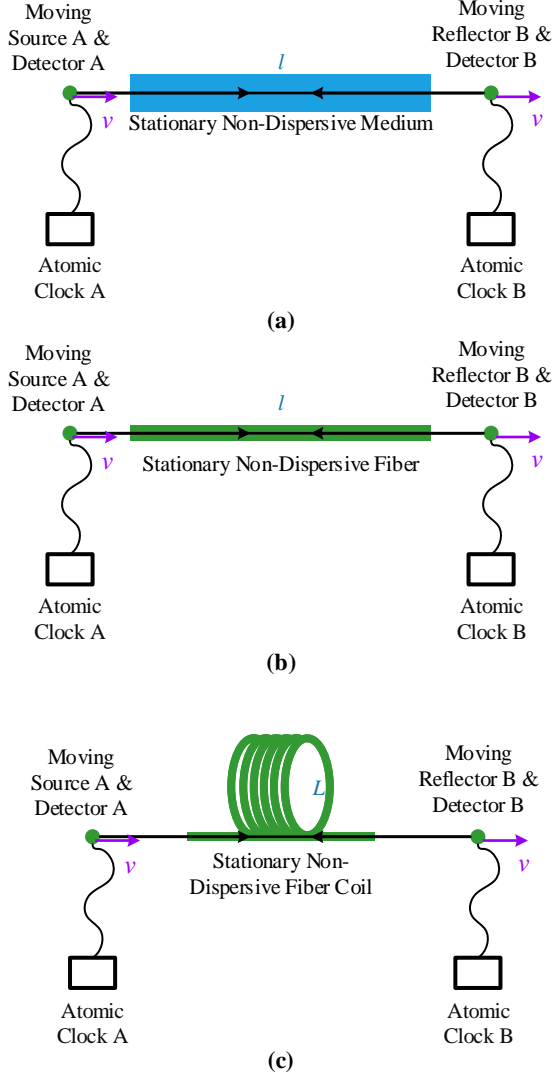 Moving
Source A &
Detector A
Moving
Reflector B &
Detector B
l
v
Stationary Non-Dispersive Medium
v
Atomic
Clock A
Atomic
Clock B
(a)
Moving
Source A &
Detector A
Moving
Reflector B &
Detector B
l
v
Stationary Non-Dispersive Fiber
v
Atomic
Clock A
Atomic
Clock B
(b)
Moving
Source A &
Detector A
Moving
Reflector B &
Detector B
L
v
Stationary Non-
Dispersive Fiber Coil
v
Atomic
Clock A
Atomic
Clock B
(c)